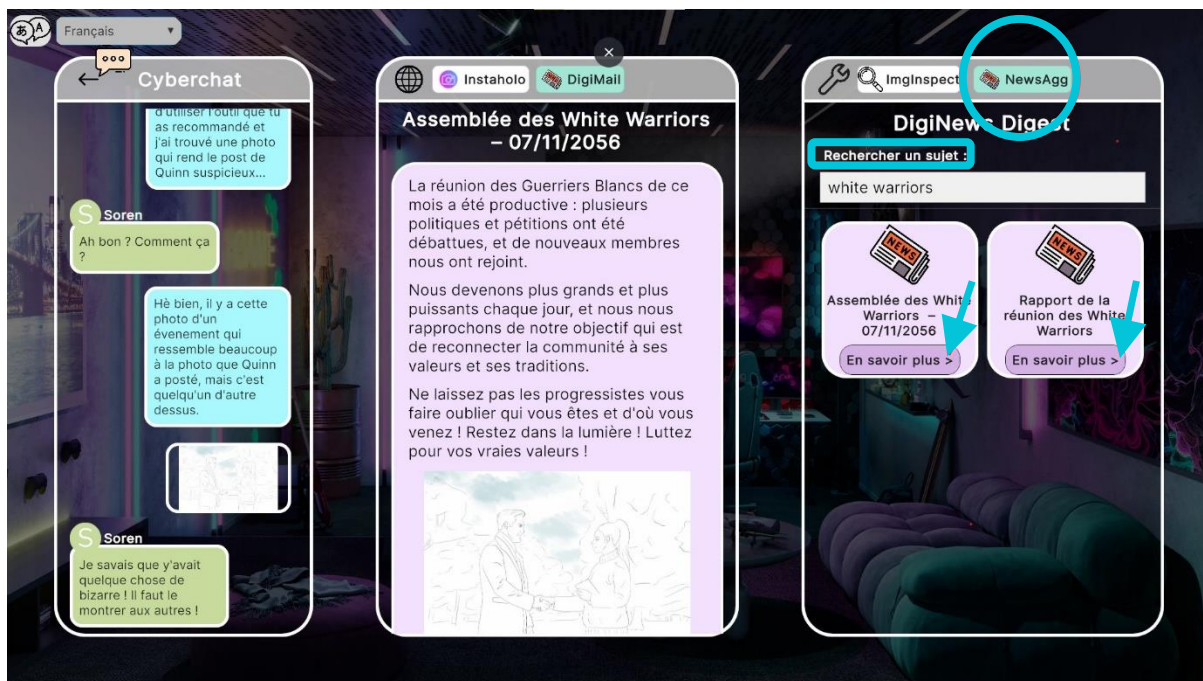 あ A
Français
Cyberchat
d'utiliser l'outil que tu
as recommandé et
j'ai trouvé une photo
qui rend le post de
Quinn suspicieux...
S Soren
Ah bon ? Comment ça
?
Hè bien, il y a cette
photo d'un
évenement qui
ressemble beaucoup
à la photo que Quinn
a posté, mais c'est
quelqu'un d'autre
dessus.
S Soren
Je savais que y'avait
quelque chose de
bizarre ! Il faut le
montrer aux autres !
×
Instaholo
DigiMail
Assemblée des White Warriors
– 07/11/2056
La réunion des Guerriers Blancs de ce
mois a été productive : plusieurs
politiques et pétitions ont été
débattues, et de nouveaux membres
nous ont rejoint.
Nous devenons plus grands et plus
puissants chaque jour, et nous nous
rapprochons de notre objectif qui est
de reconnecter la communauté à ses
valeurs et ses traditions.
Ne laissez pas les progressistes vous
faire oublier qui vous êtes et d'où vous
venez ! Restez dans la lumière ! Luttez
pour vos vraies valeurs !
ImgInspect
NewsAgg
DigiNews Digest
Rechercher un sujet :
white warriors
NEWS
Assemblée des White
Warriors –
07/11/2056
En savoir plus >
NEWS
Rapport de la
réunion des White
Warriors
En savoir plus >